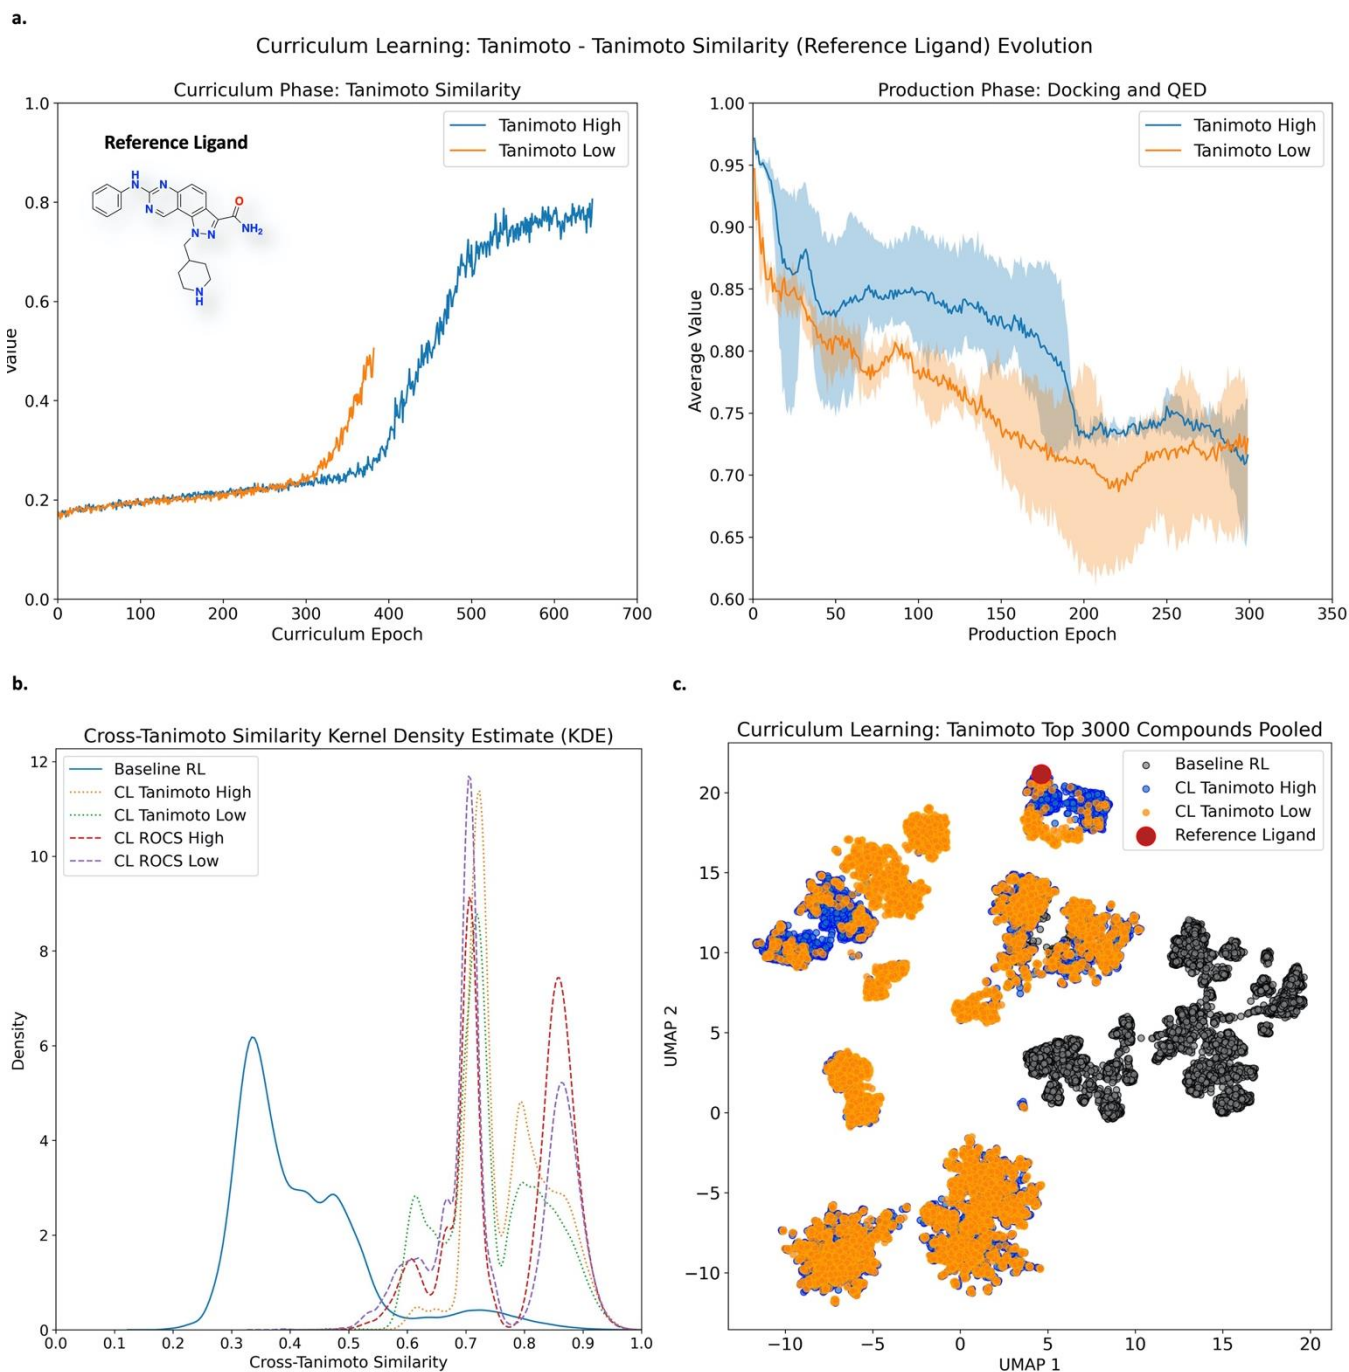 a.
Curriculum Learning: Tanimoto - Tanimoto Similarity (Reference Ligand) Evolution
Curriculum Phase: Tanimoto Similarity
1.0
0.8
0.6
0.4
0.2
0.0
value
Reference Ligand
H
N
N
N
O
NH₂
N
N
N
H
Tanimoto High
Tanimoto Low
0
100
200
300
400
500
600
700
Curriculum Epoch
Production Phase: Docking and QED
1.00
0.95
0.90
0.85
0.80
0.75
0.70
0.65
0.60
Average Value
Tanimoto High
Tanimoto Low
0
50
100
150
200
250
300
350
Production Epoch
b.
Cross-Tanimoto Similarity Kernel Density Estimate (KDE)
12
10
8
6
4
2
0
Density
Baseline RL
CL Tanimoto High
CL Tanimoto Low
CL ROCS High
CL ROCS Low
0.0
0.1
0.2
0.3
0.4
0.5
0.6
0.7
0.8
0.9
1.0
Cross-Tanimoto Similarity
c.
Curriculum Learning: Tanimoto Top 3000 Compounds Pooled
20
15
10
5
0
−5
−10
UMAP 2
Baseline RL
CL Tanimoto High
CL Tanimoto Low
Reference Ligand
−10
−5
0
5
10
15
20
UMAP 1